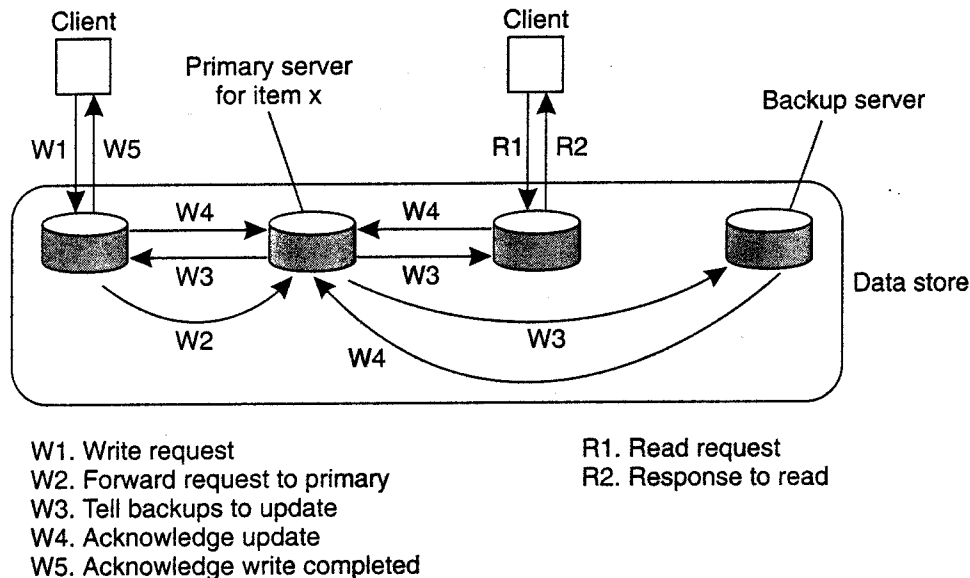 Client
Client
Primary server
for item x
Backup server
W1
W5
R1
R2
W4
W4
W3
W3
Data store
W2
W3
W4
W1. Write request
W2. Forward request to primary
W3. Tell backups to update
W4. Acknowledge update
W5. Acknowledge write completed
R1. Read request
R2. Response to read